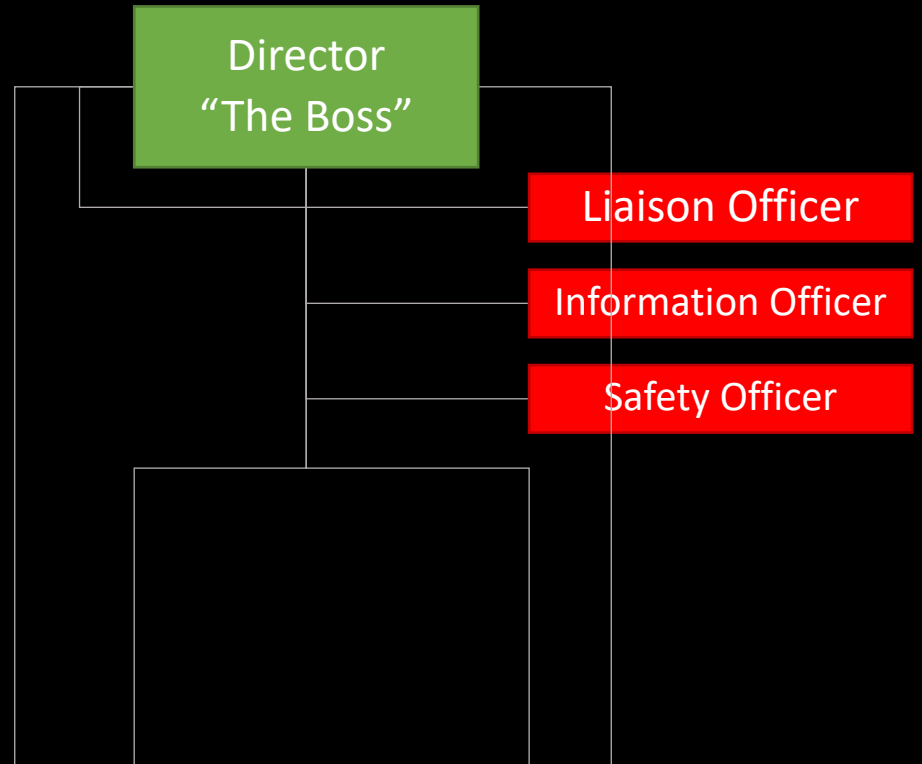 Director
“The Boss”
Liaison Officer
Information Officer
Safety Officer